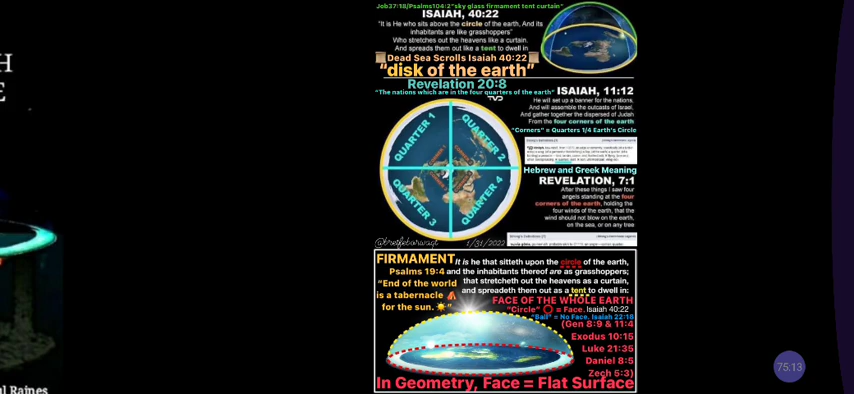 H
E
ul Raines
Job37:18/Psalms104:2"sky glass firmament tent curtain"
ISAIAH, 40:22
"It is He who sits above the circle of the earth, And its
inhabitants are like grasshoppers"
Who stretches out the heavens like a curtain.
And spreads them out like a tent to dwell in
Dead Sea Scrolls Isaiah 40:22
"disk of the earth"
Revelation 20:8
"The nations which are in the four quarters of the earth"
ISAIAH, 11:12
He will set up a banner for the nations,
And will assemble the outcasts of Israel,
And gather together the dispersed of Judah
From the four corners of the earth
"Corners" = Quarters 1/4 Earth's Circle
QUARTER 1
QUARTER 2
QUARTER 3
QUARTER 4
Hebrew and Greek Meaning
REVELATION, 7:1
After these things I saw four
angels standing at the four
corners of the earth, holding the
four winds of the earth, that the
wind should not blow on the earth,
on the sea, or on any tree
1/31/2022
FIRMAMENT
Psalms 19:4
"End of the world
is a tabernacle 🎪
for the sun. ☀️"
It is he that sitteth upon the circle of the earth,
and the inhabitants thereof are as grasshoppers;
that stretcheth out the heavens as a curtain,
and spreadeth them out as a tent to dwell in:
FACE OF THE WHOLE EARTH
"Circle" ⭕ = Face. Isaiah 40:22
"Ball" = No Face. Isaiah 22:18
(Gen 8:9 & 11:4
Exodus 10:15
Luke 21:35
Daniel 8:5
Zech 5:3)
In Geometry, Face = Flat Surface
75.13